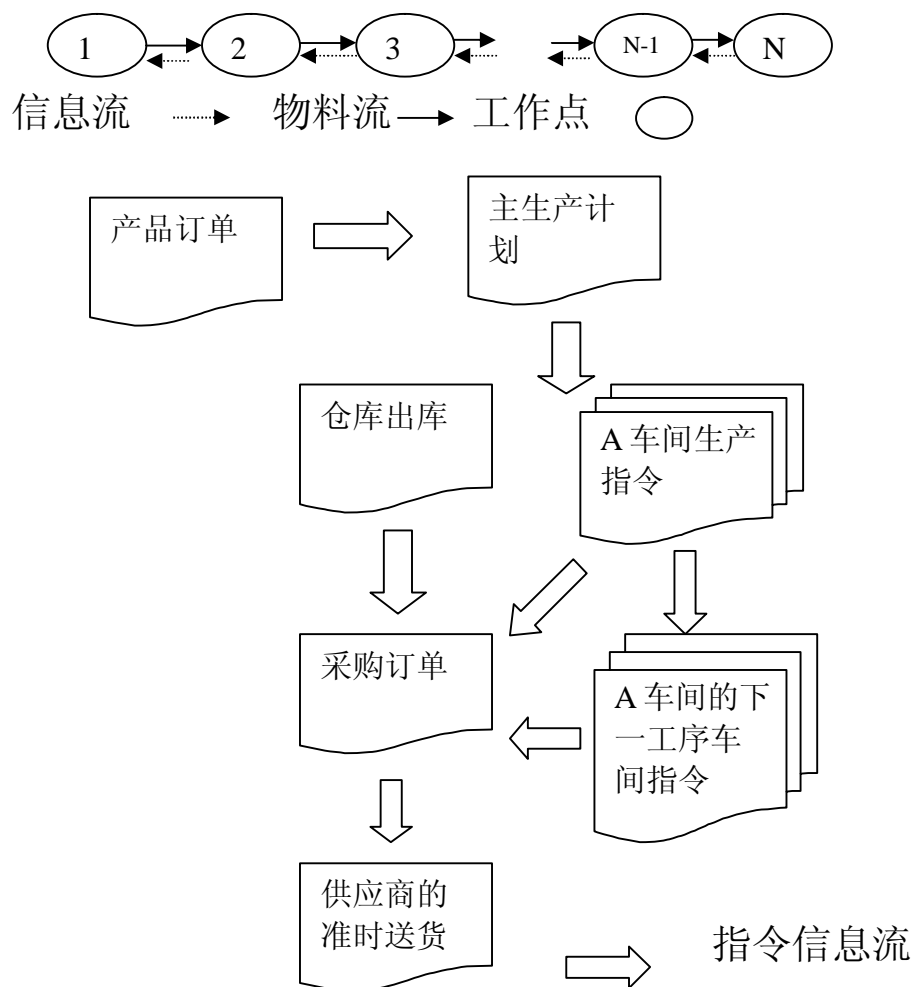 1 2 3 N-1 N
信息流 物料流 工作点
产品订单
主生产计
划
仓库出库
A 车间生产
指令
采购订单
A 车间的下
一工序车
间指令
供应商的
准时送货
指令信息流